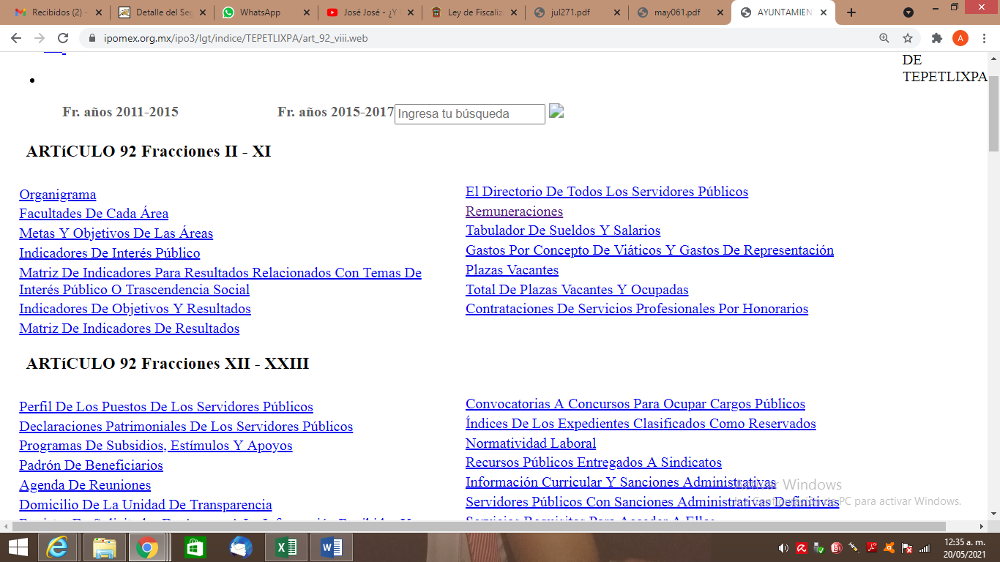 Recibidos (2) -
Detalle del Seg
WhatsApp
José José - ¿Y
Ley de Fiscaliz
jul271.pdf
may061.pdf
AYUNTAMIEN
ipomex.org.mx/ipo3/lgt/indice/TEPETLIXPA/art_92_viii.web
A
DE
TEPETLIXPA
Fr. años 2011-2015
Fr. años 2015-2017
Ingresa tu búsqueda
ARTíCULO 92 Fracciones II - XI
Organigrama
Facultades De Cada Área
Metas Y Objetivos De Las Áreas
Indicadores De Interés Público
Matriz De Indicadores Para Resultados Relacionados Con Temas De
Interés Público O Trascendencia Social
Indicadores De Objetivos Y Resultados
Matriz De Indicadores De Resultados
El Directorio De Todos Los Servidores Públicos
Remuneraciones
Tabulador De Sueldos Y Salarios
Gastos Por Concepto De Viáticos Y Gastos De Representación
Plazas Vacantes
Total De Plazas Vacantes Y Ocupadas
Contrataciones De Servicios Profesionales Por Honorarios
ARTíCULO 92 Fracciones XII - XXIII
Perfil De Los Puestos De Los Servidores Públicos
Declaraciones Patrimoniales De Los Servidores Públicos
Programas De Subsidios, Estímulos Y Apoyos
Padrón De Beneficiarios
Agenda De Reuniones
Domicilio De La Unidad De Transparencia
Convocatorias A Concursos Para Ocupar Cargos Públicos
Índices De Los Expedientes Clasificados Como Reservados
Normatividad Laboral
Recursos Públicos Entregados A Sindicatos
Información Curricular Y Sanciones Administrativas
Servidores Públicos Con Sanciones Administrativas Definitivas
Servicios Requisitos Para Acceder A Ellos
Activar Windows
PC para activar Windows.
12:35 a. m.
20/05/2021